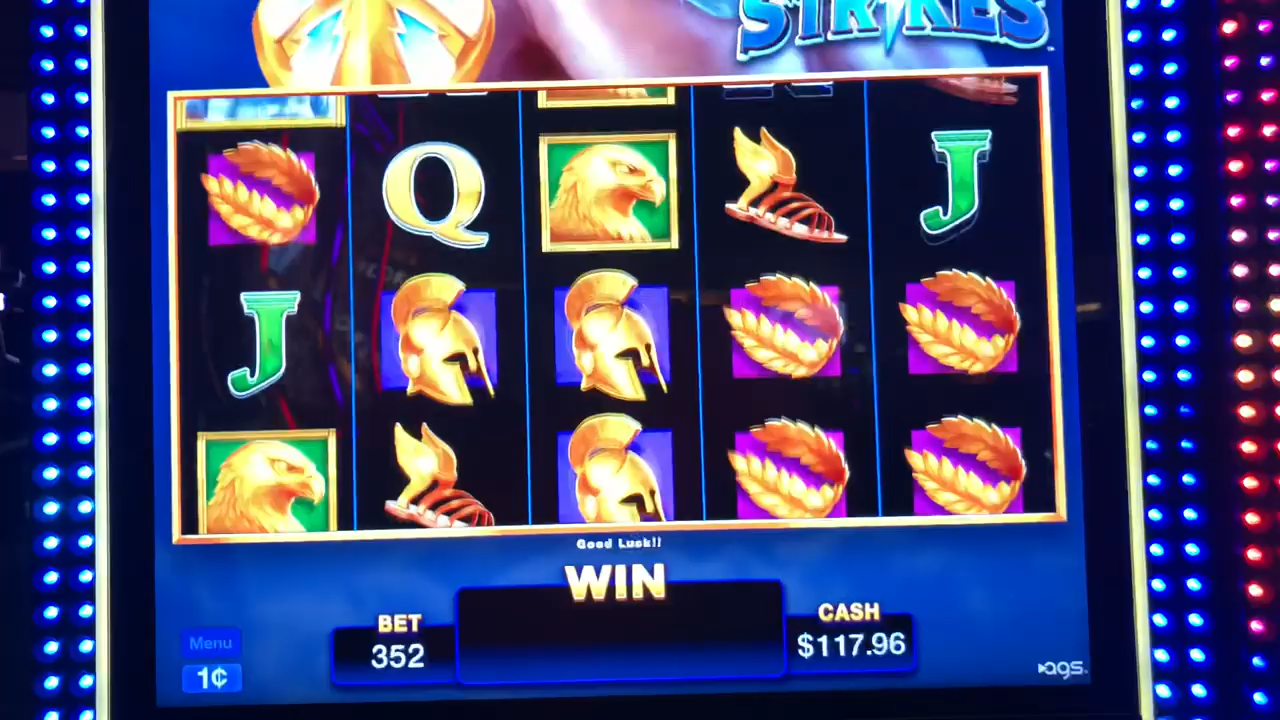 STRIKES
Q
J
J
Good Luck!!
WIN
BET
352
CASH
$117.96
Menu
1¢
ags